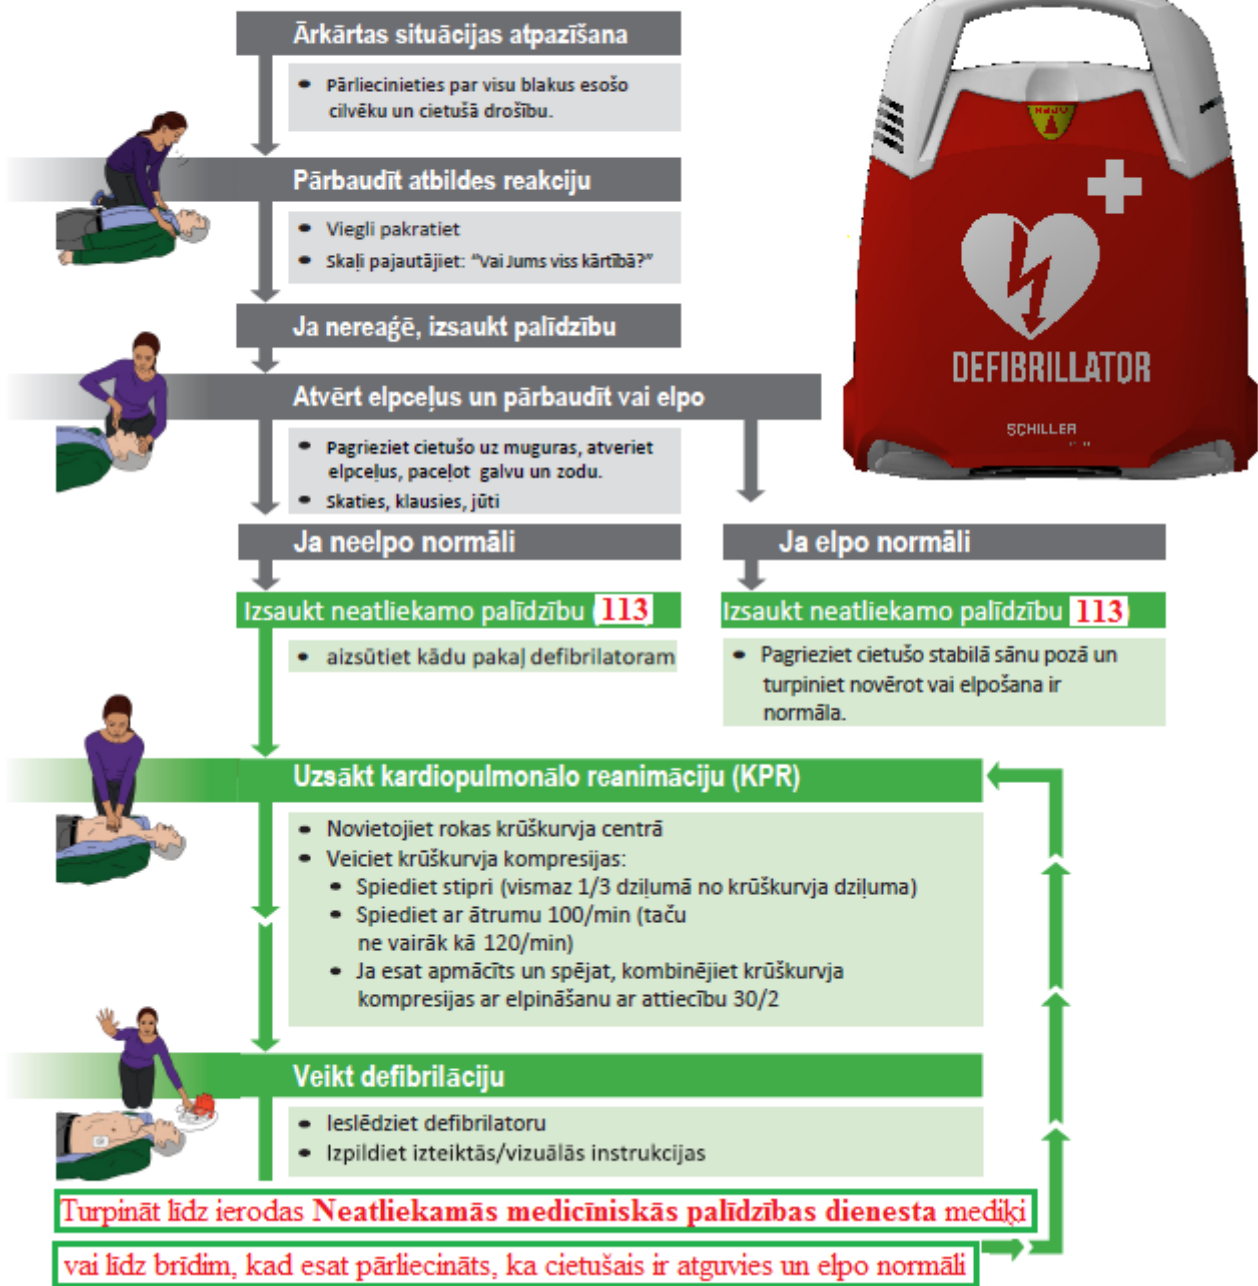 Ārkārtas situācijas atpazīšana
• Pārliecinieties par visu blakus esošo
cilvēku un cietušā drošību.
Pārbaudīt atbildes reakciju
• Viegli pakratiet
• Skaļi pajautājiet: “Vai Jums viss kārtībā?”
Ja nereaģē, izsaukt palīdzību
Atvērt elpceļus un pārbaudīt vai elpo
• Pagrieziet cietušo uz muguras, atveriet
elpceļus, paceļot galvu un zodu.
• Skaties, klausies, jūti
DEFIBRILLATOR
SCHILLER
Ja neelpo normāli
Izsaukt neatliekamo palīdzību (113
• aizsūtiet kādu pakaļ defibrilatoram
Ja elpo normāli
Izsaukt neatliekamo palīdzību 113)
• Pagrieziet cietušo stabilā sānu pozā un
turpiniet novērot vai elpošana ir
normāla.
Uzsākt kardiopulmonālo reanimāciju (KPR)
• Novietojiet rokas krūškurvja centrā
• Veiciet krūškurvja kompresijas:
• Spiediet stipri (vismaz 1/3 dziļumā no krūškurvja dziļuma)
• Spiediet ar ātrumu 100/min (taču
ne vairāk kā 120/min)
• Ja esat apmācīts un spējat, kombinējiet krūškurvja
kompresijas ar elpināšanu ar attiecību 30/2
Veikt defibrilāciju
• Ieslēdziet defibrilatoru
• Izpildiet izteiktās/vizuālās instrukcijas
Turpināt līdz ierodas Neatliekamās medicīniskās palīdzības dienesta mediķi
vai līdz brīdim, kad esat pārliecināts, ka cietušais ir atguvies un elpo normāli